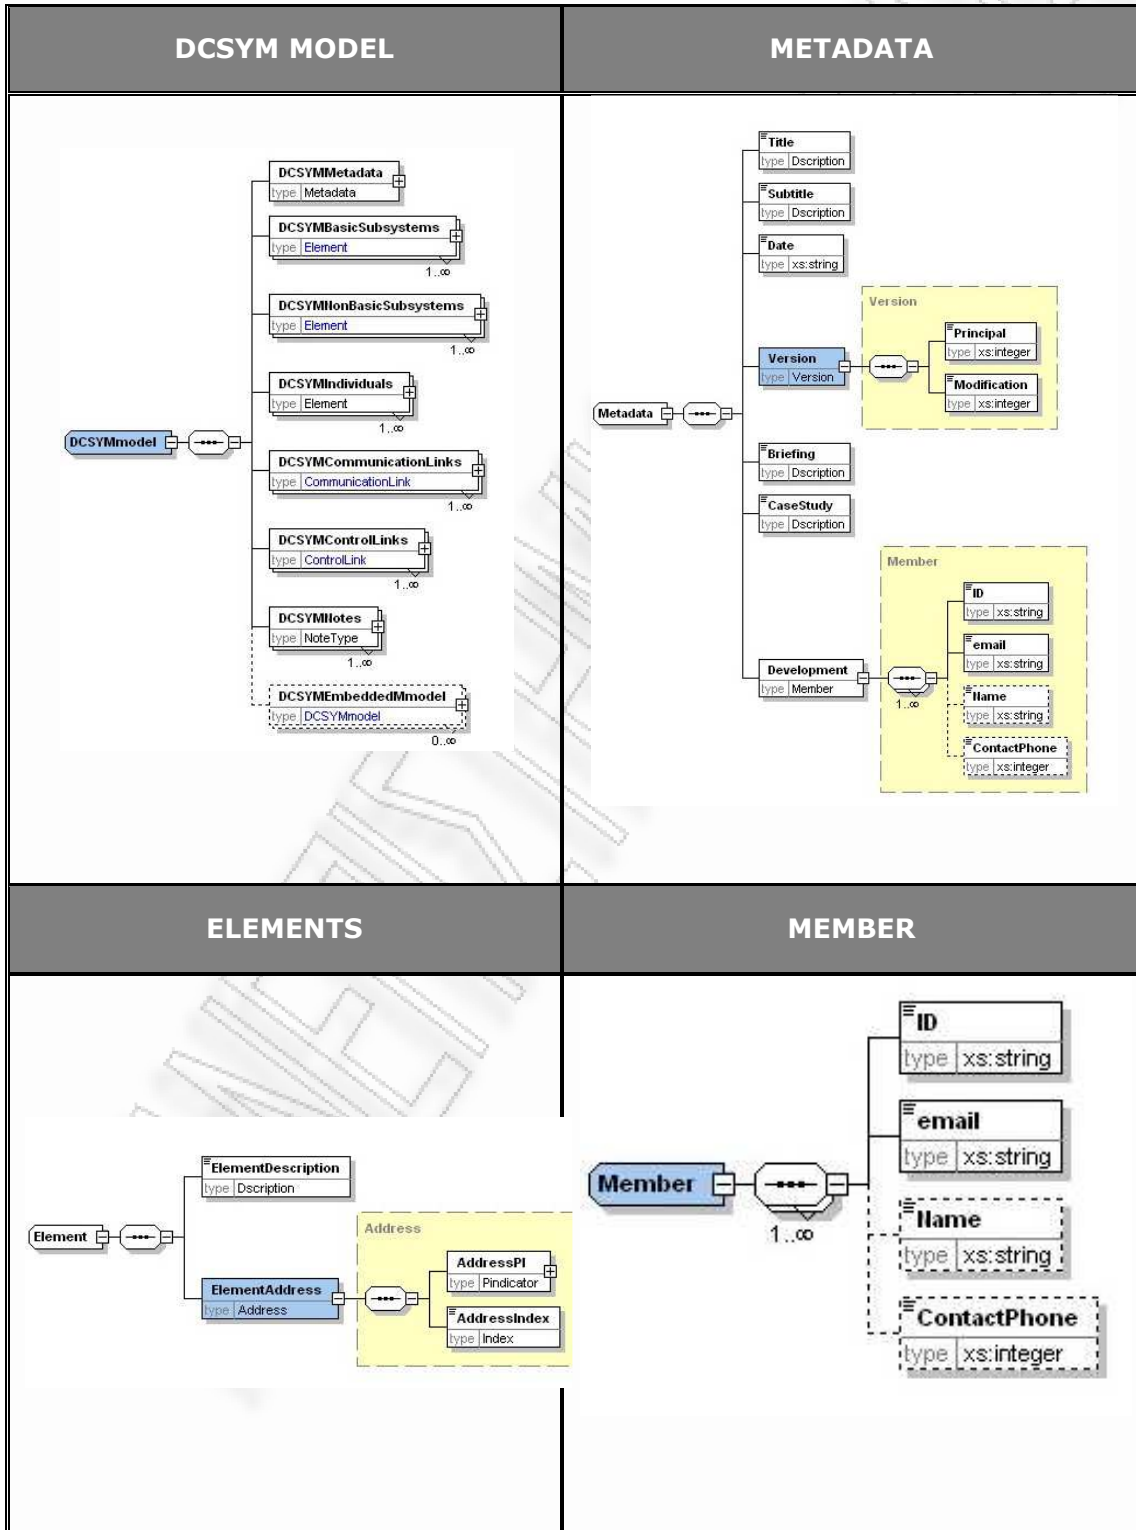 DCSYM MODEL
METADATA
DCSYMmodel
DCSYMMetadata
type Metadata
DCSYMBasicSubsystems
type Element
1..∞
DCSYMNonBasicSubsystems
type Element
1..∞
DCSYMIndividuals
type Element
1..∞
DCSYMCommunicationLinks
type CommunicationLink
1..∞
DCSYMControlLinks
type ControlLink
1..∞
DCSYMNotes
type NoteType
1..∞
DCSYMEmbeddedMmodel
type DCSYMmodel
0..∞
Metadata
Title
type Dscription
Subtitle
type Dscription
Date
type xs:string
Version
type Version
Version
Principal
type xs:integer
Modification
type xs:integer
Briefing
type Dscription
CaseStudy
type Dscription
Development
type Member
1..∞
Member
ID
type xs:string
email
type xs:string
Name
type xs:string
ContactPhone
type xs:integer
ELEMENTS
MEMBER
Element
ElementDescription
type Dscription
ElementAddress
type Address
Address
AddressPI
type Pindicator
AddressIndex
type Index
Member
1..∞
ID
type xs:string
email
type xs:string
Name
type xs:string
ContactPhone
type xs:integer